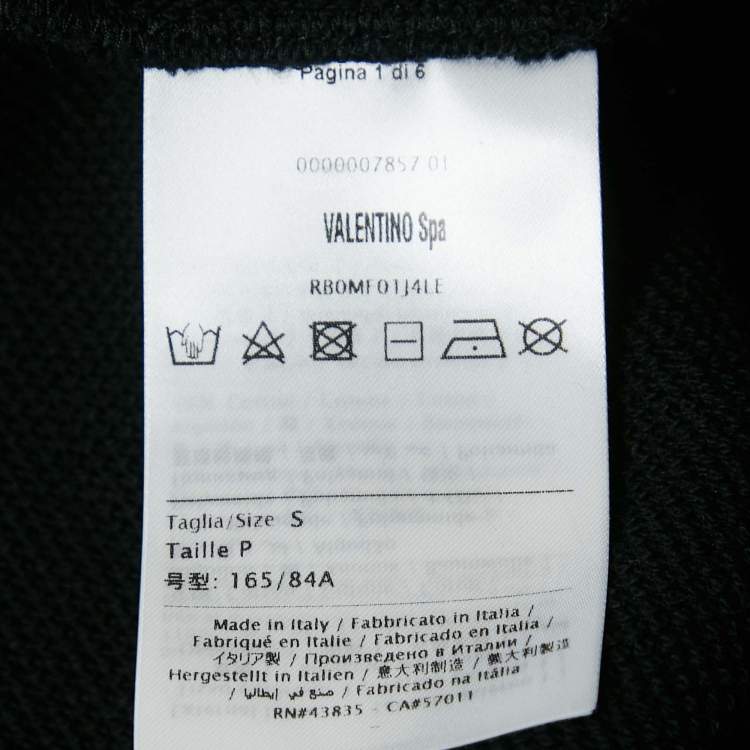 Pagina 1 di 6
0000007857 01
VALENTINO Spa
RB0MF01J4LE
Taglia/Size S
Taille P
号型: 165/84A
Made in Italy / Fabbricato in Italia /
Fabriqué en Italie / Fabricado en Italia /
イタリア製 / Произведено в Италии /
Hergestellt in Italien / 意大利制造 / 義大利製造
/ صنع في إيطاليا / Fabricado na Itália
RN#43835 - CA#57011